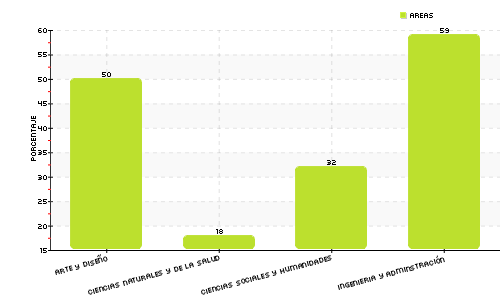 AREAS
PORCENTAJE
60
55
50
45
40
35
30
25
20
15
50
18
32
59
ARTE Y DISEÑO
CIENCIAS NATURALES Y DE LA SALUD
CIENCIAS SOCIALES Y HUMANIDADES
INGENIERIA Y ADMINSTRACIÓN